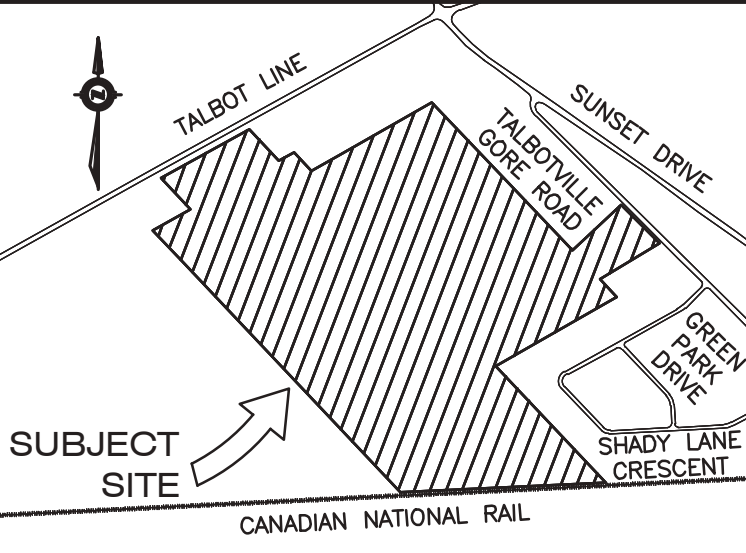 TALBOT LINE
SUNSET DRIVE
TALBOTVILLE
GORE ROAD
N
GREEN
PARK
DRIVE
SUBJECT
SITE
SHADY LANE
CRESCENT
CANADIAN NATIONAL RAIL